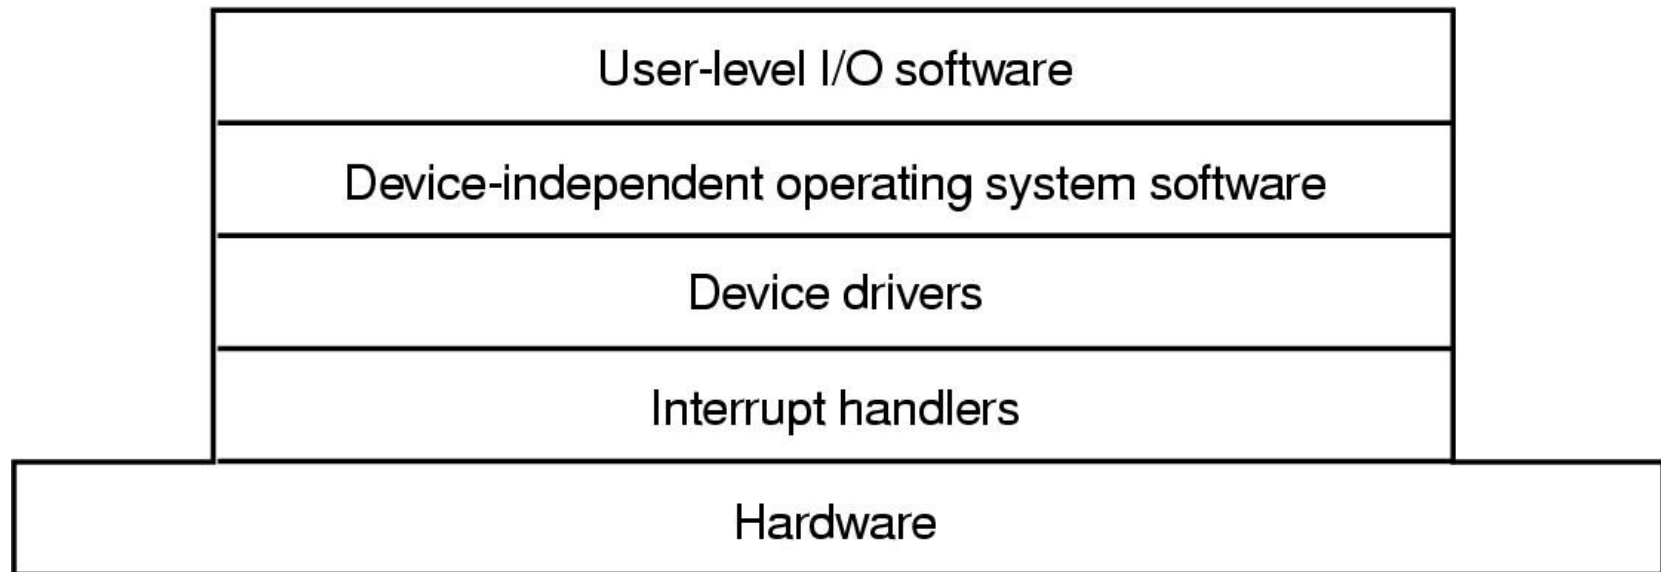 User-level I/O software
Device-independent operating system software
Device drivers
Interrupt handlers
Hardware